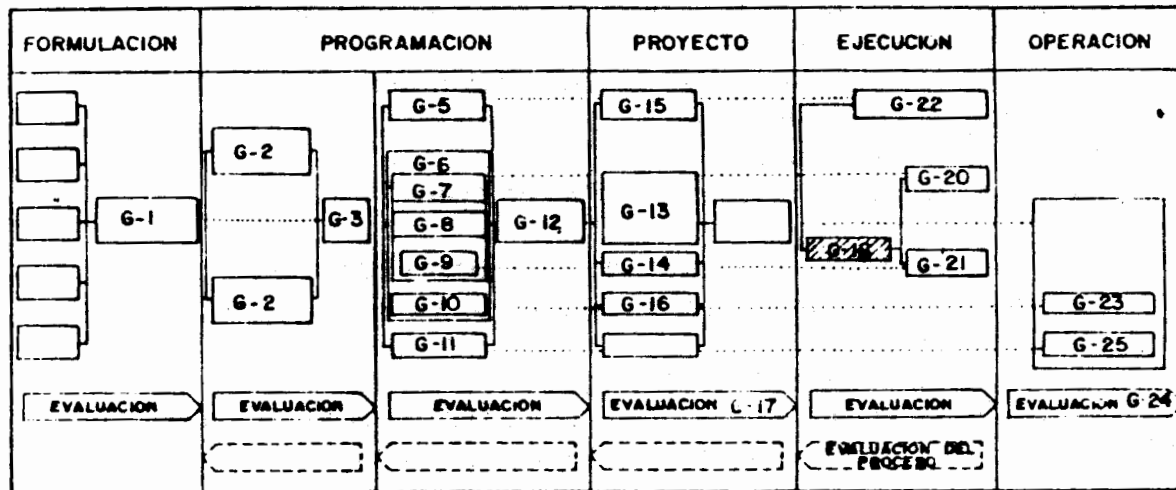 FORMULACION
PROGRAMACION
PROYECTO
EJECUCION
OPERACION
G-1
G-2
G-2
G-3
G-5
G-6
G-7
G-8
G-9
G-10
G-11
G-12
G-15
G-13
G-14
G-16
G-22
G-20
G-21
G-23
G-25
EVALUACION
EVALUACION
EVALUACION
EVALUACION G-17
EVALUACION
EVALUACION G-24
EVALUACION DEL
PROCESO